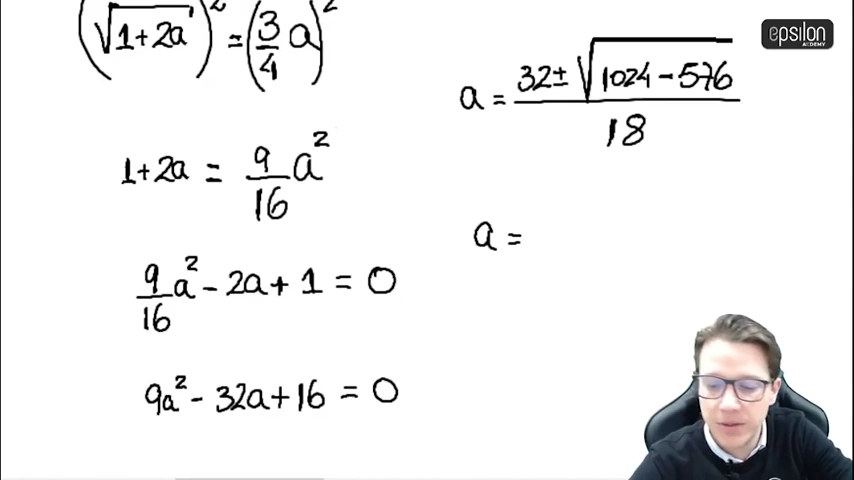 (√1+2a)² = (3/4 a)²
1+2a = 9/16 a²
9/16 a² - 2a + 1 = 0
9a² - 32a + 16 = 0
a = 32 ± √1024 - 576 / 18
a =
epsilon
ACADEMY